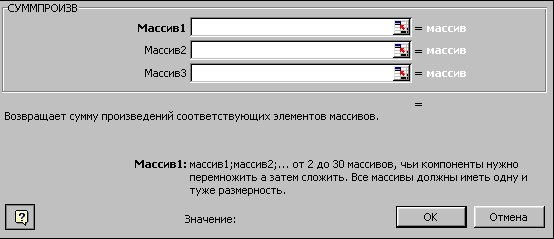 СУММПРОИЗВ
Массив1 = массив
Массив2 = массив
Массив3 = массив
=
Возвращает сумму произведений соответствующих элементов массивов.
Массив1: массив1;массив2;... от 2 до 30 массивов, чьи компоненты нужно
перемножить а затем сложить. Все массивы должны иметь одну и
туже размерность.
? Значение: OK Отмена